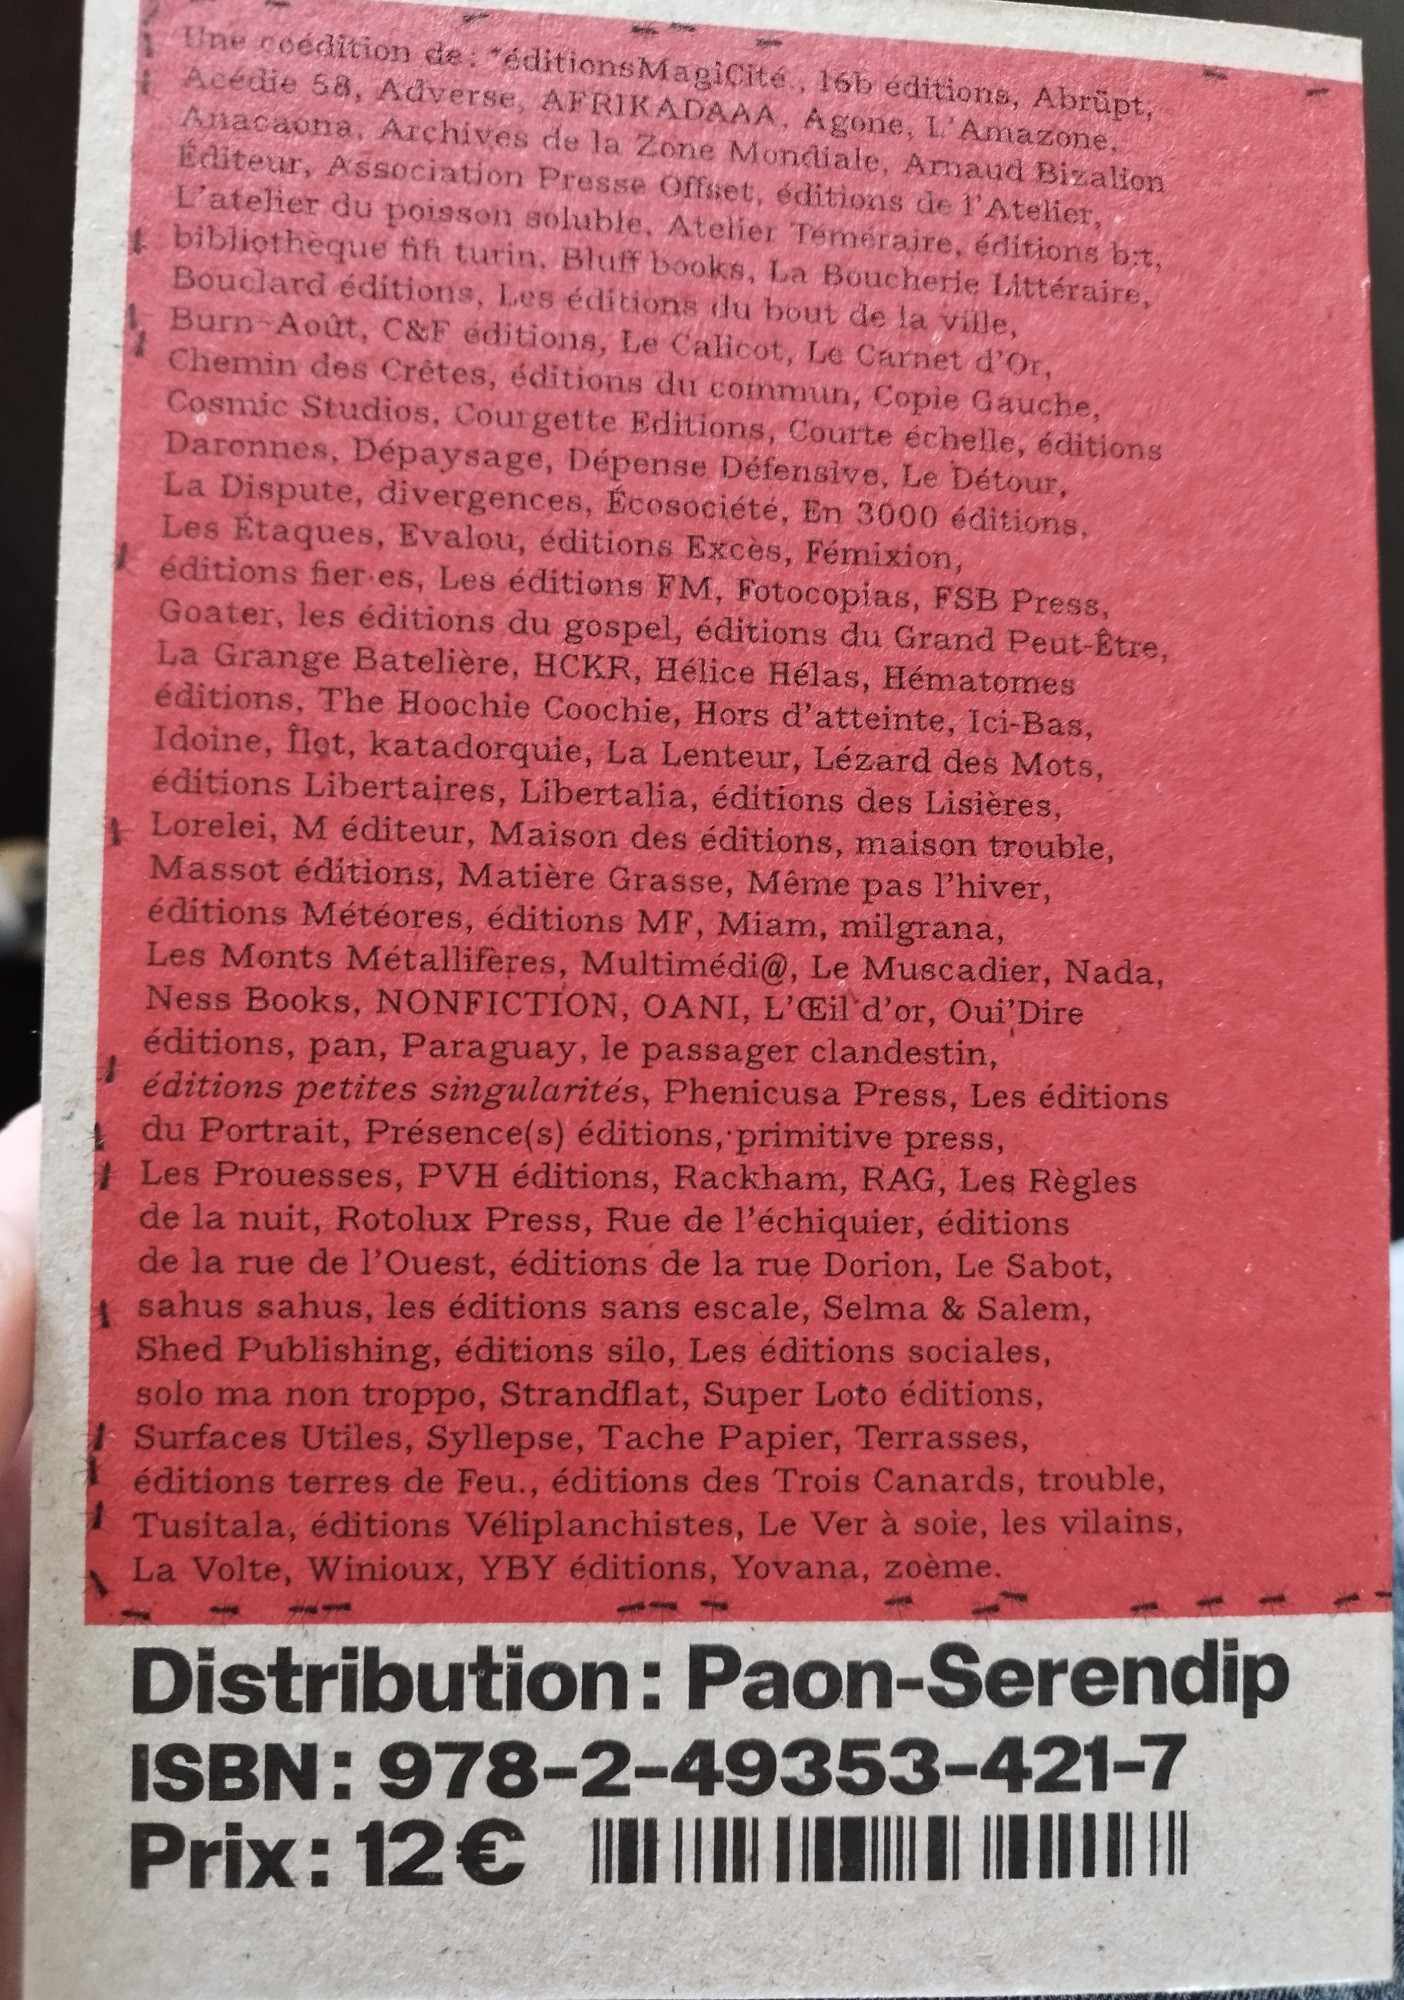 Une coédition de: *éditionsMagiCité., 16b éditions, Abrüpt,
Acédie 58, Adverse, AFRIKADAAA, Agone, L'Amazone,
Anacaona, Archives de la Zone Mondiale, Arnaud Bizalion
Éditeur, Association Presse Offset, éditions de l'Atelier,
L'atelier du poisson soluble, Atelier Téméraire, éditions b:t,
bibliothèque fifi turin, Bluff books, La Boucherie Littéraire,
Bouclard éditions, Les éditions du bout de la ville,
Burn~Août, C&F éditions, Le Calicot, Le Carnet d'Or,
Chemin des Crêtes, éditions du commun, Copie Gauche,
Cosmic Studios, Courgette Editions, Courte échelle, éditions
Daronnes, Dépaysage, Dépense Défensive, Le Détour,
La Dispute, divergences, Écosociété, En 3000 éditions,
Les Étaques, Evalou, éditions Excès, Fémixion,
éditions fier·es, Les éditions FM, Fotocopias, FSB Press,
Goater, les éditions du gospel, éditions du Grand Peut-Être,
La Grange Batelière, HCKR, Hélice Hélas, Hématomes
éditions, The Hoochie Coochie, Hors d'atteinte, Ici-Bas,
Idoine, Îlot, katadorquie, La Lenteur, Lézard des Mots,
éditions Libertaires, Libertalia, éditions des Lisières,
Lorelei, M éditeur, Maison des éditions, maison trouble,
Massot éditions, Matière Grasse, Même pas l'hiver,
éditions Météores, éditions MF, Miam, milgrana,
Les Monts Métallifères, Multimédi@, Le Muscadier, Nada,
Ness Books, NONFICTION, OANI, L'Œil d'or, Oui'Dire
éditions, pan, Paraguay, le passager clandestin,
éditions petites singularités, Phenicusa Press, Les éditions
du Portrait, Présence(s) éditions, primitive press,
Les Prouesses, PVH éditions, Rackham, RAG, Les Règles
de la nuit, Rotolux Press, Rue de l'échiquier, éditions
de la rue de l'Ouest, éditions de la rue Dorion, Le Sabot,
sahus sahus, les éditions sans escale, Selma & Salem,
Shed Publishing, éditions silo, Les éditions sociales,
solo ma non troppo, Strandflat, Super Loto éditions,
Surfaces Utiles, Syllepse, Tache Papier, Terrasses,
éditions terres de Feu., éditions des Trois Canards, trouble,
Tusitala, éditions Véliplanchistes, Le Ver à soie, les vilains,
La Volte, Winioux, YBY éditions, Yovana, zoème.
Distribution: Paon-Serendip
ISBN: 978-2-49353-421-7
Prix: 12€